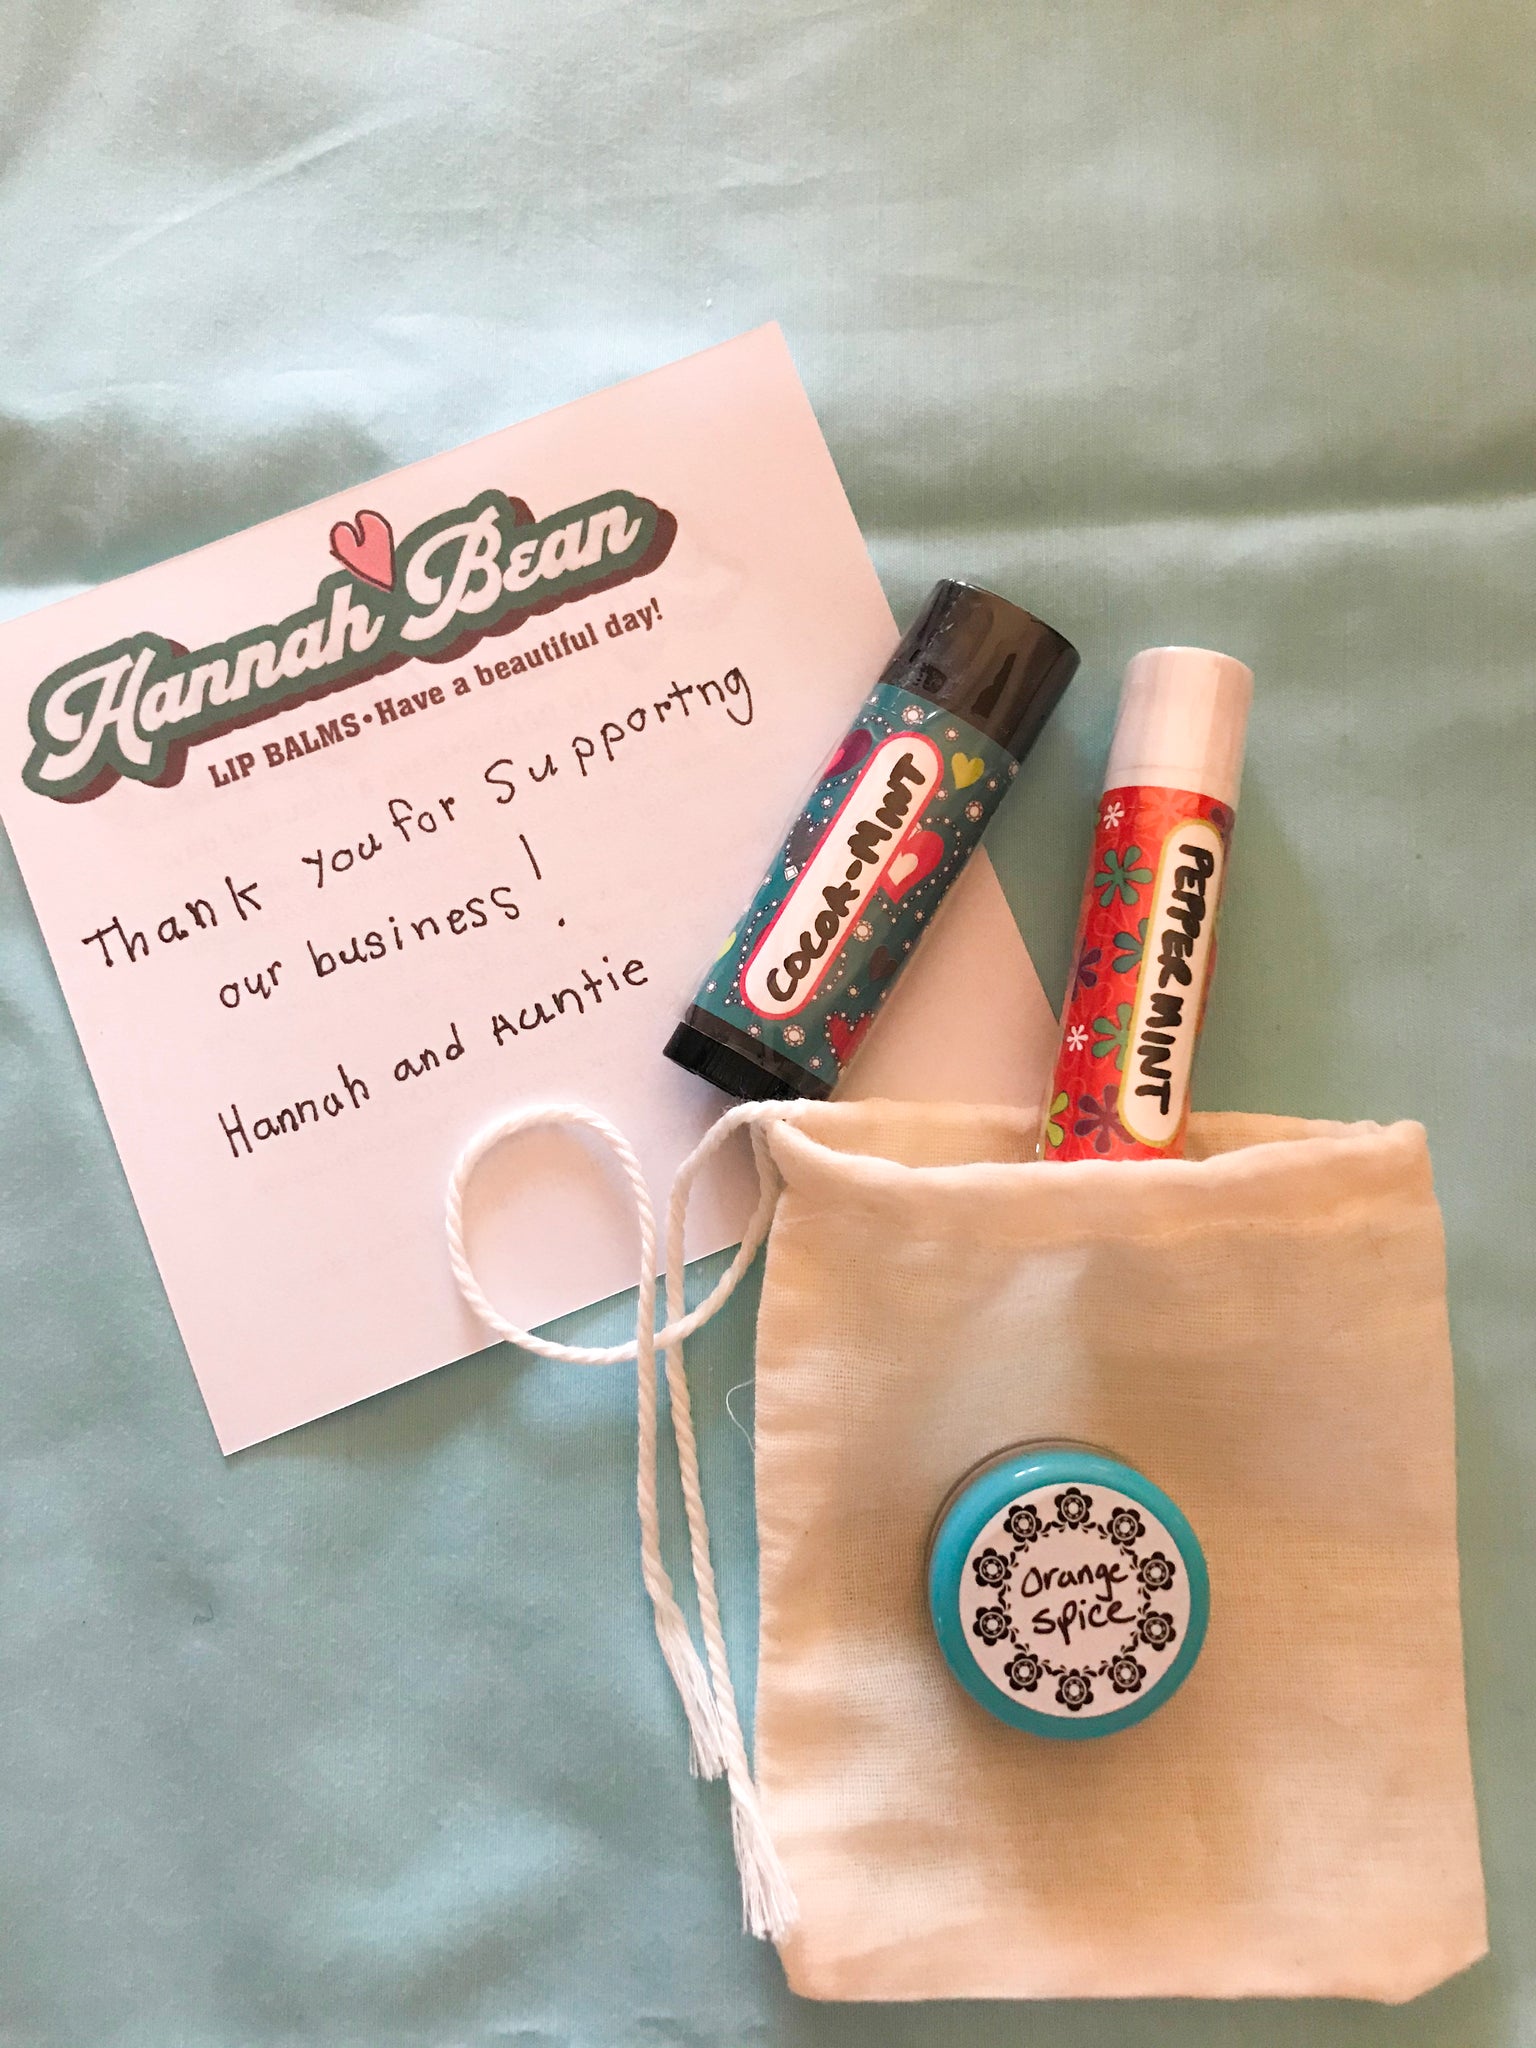 Hannah Bean
LIP BALMS • Have a beautiful day!
Thank you for Supportng
our business!
Hannah and Auntie
COCOA-MINT
PEPPERMINT
orange
spice